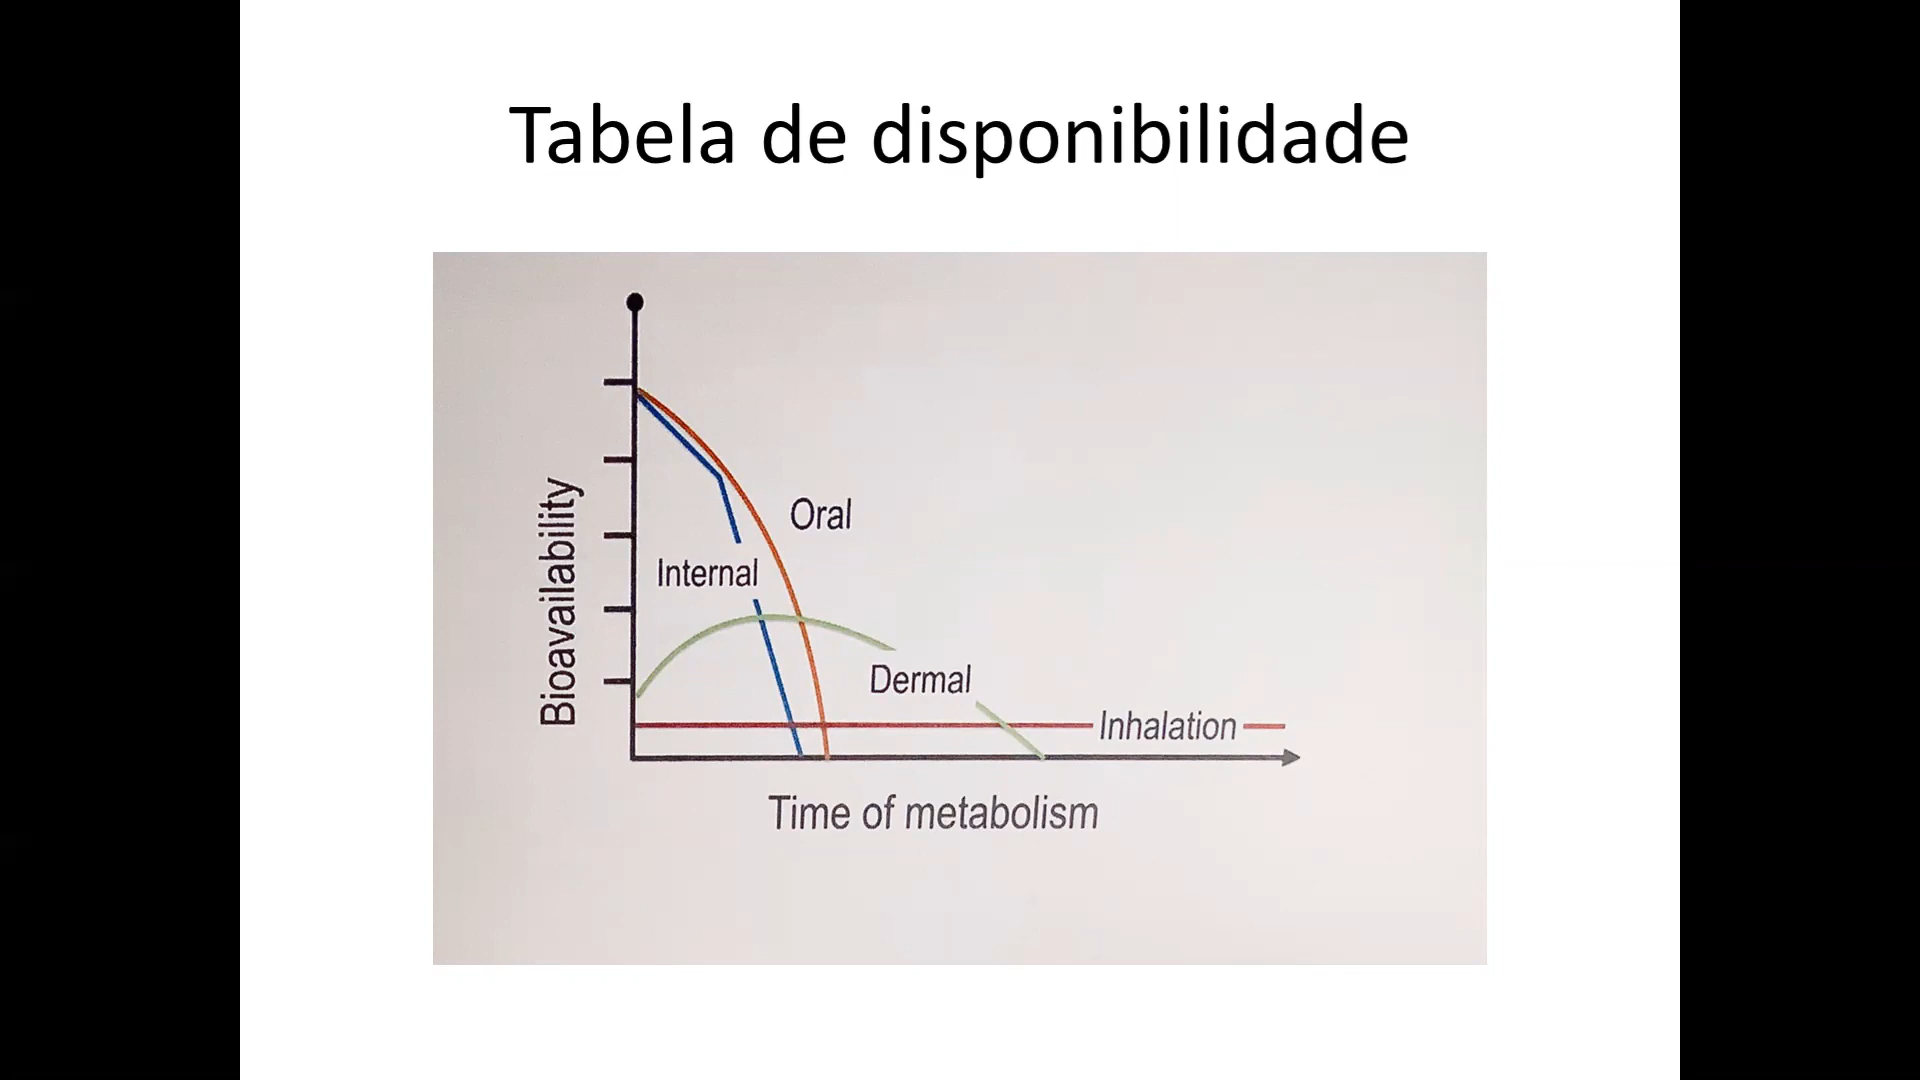 Tabela de disponibilidade
Bioavailability
Oral
Internal
Dermal
Inhalation
Time of metabolism